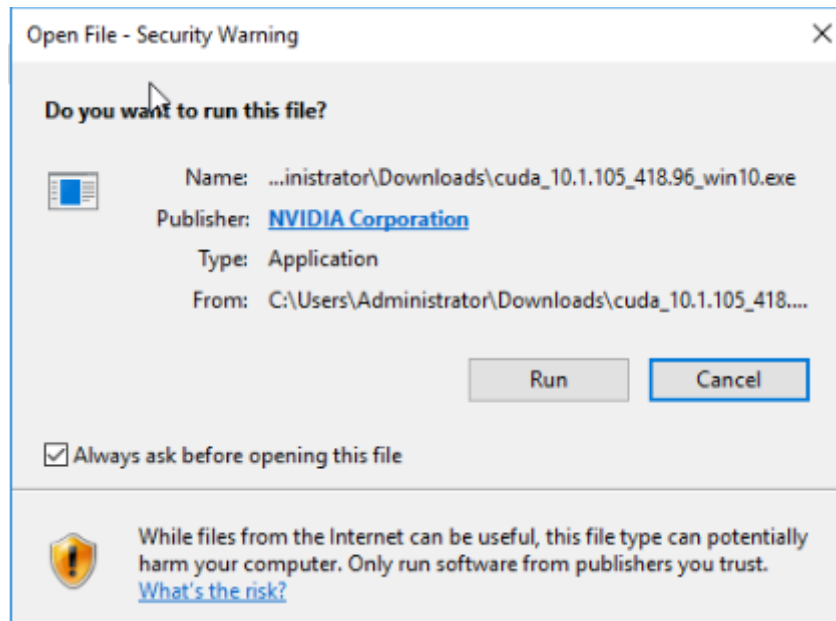 Open File - Security Warning
Do you want to run this file?
Name: ...inistrator\Downloads\cuda_10.1.105_418.96_win10.exe
Publisher: NVIDIA Corporation
Type: Application
From: C:\Users\Administrator\Downloads\cuda_10.1.105_418....
Run Cancel
Always ask before opening this file
While files from the Internet can be useful, this file type can potentially
harm your computer. Only run software from publishers you trust.
What's the risk?